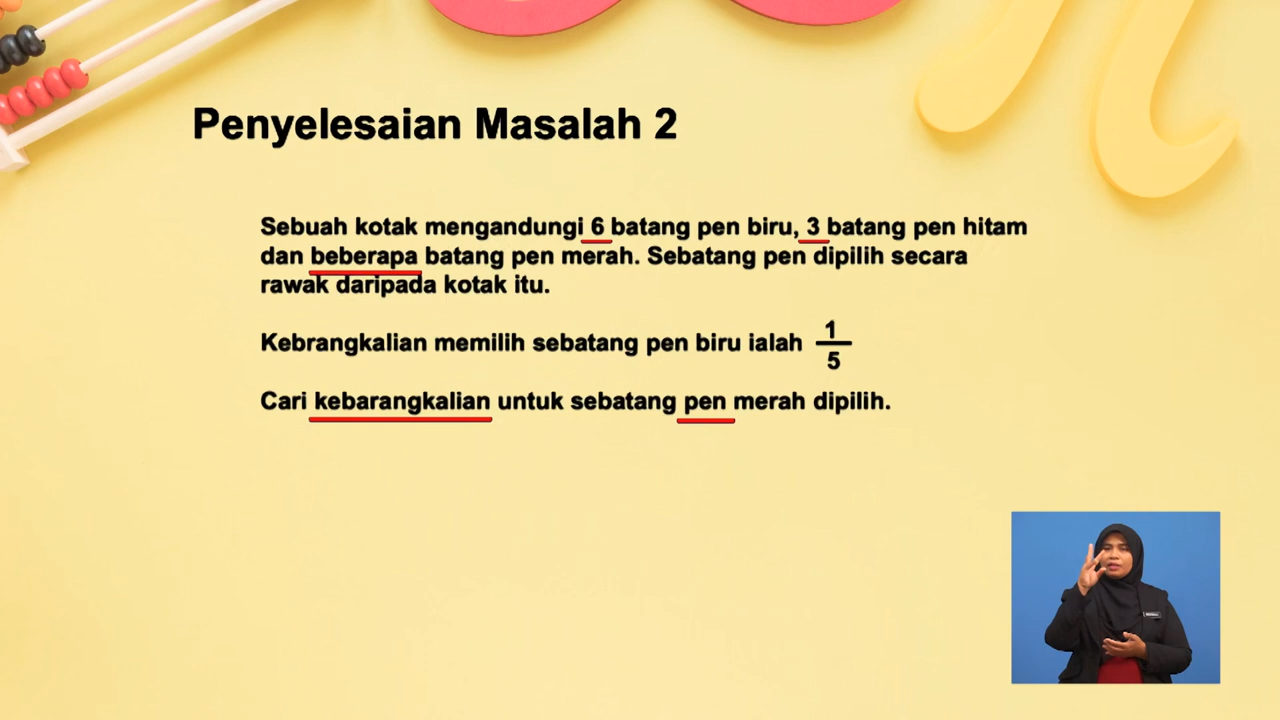 Penyelesaian Masalah 2
Sebuah kotak mengandungi 6 batang pen biru, 3 batang pen hitam
dan beberapa batang pen merah. Sebatang pen dipilih secara
rawak daripada kotak itu.
Kebrangkalian memilih sebatang pen biru ialah 1/5
Cari kebarangkalian untuk sebatang pen merah dipilih.